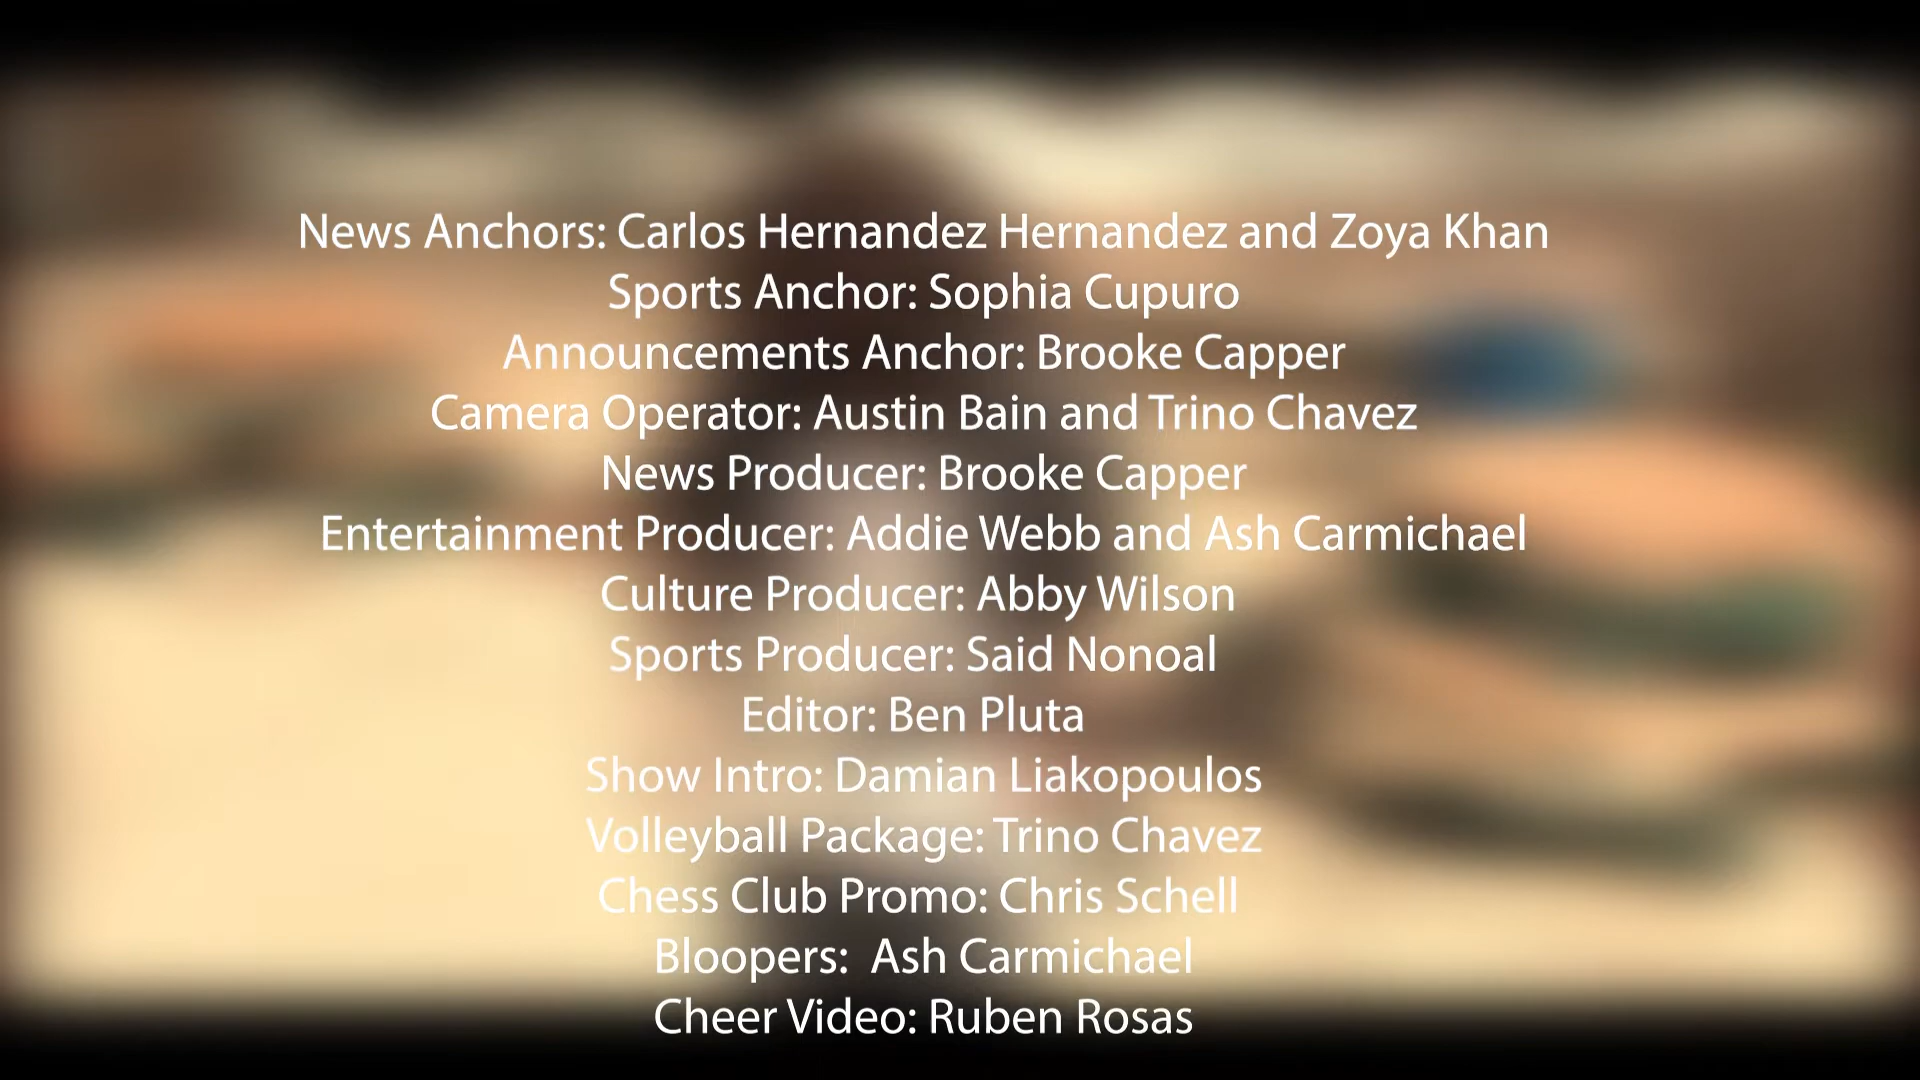 News Anchors: Carlos Hernandez Hernandez and Zoya Khan
Sports Anchor: Sophia Cupuro
Announcements Anchor: Brooke Capper
Camera Operator: Austin Bain and Trino Chavez
News Producer: Brooke Capper
Entertainment Producer: Addie Webb and Ash Carmichael
Culture Producer: Abby Wilson
Sports Producer: Said Nonoal
Editor: Ben Pluta
Show Intro: Damian Liakopoulos
Volleyball Package: Trino Chavez
Chess Club Promo: Chris Schell
Bloopers:  Ash Carmichael
Cheer Video: Ruben Rosas